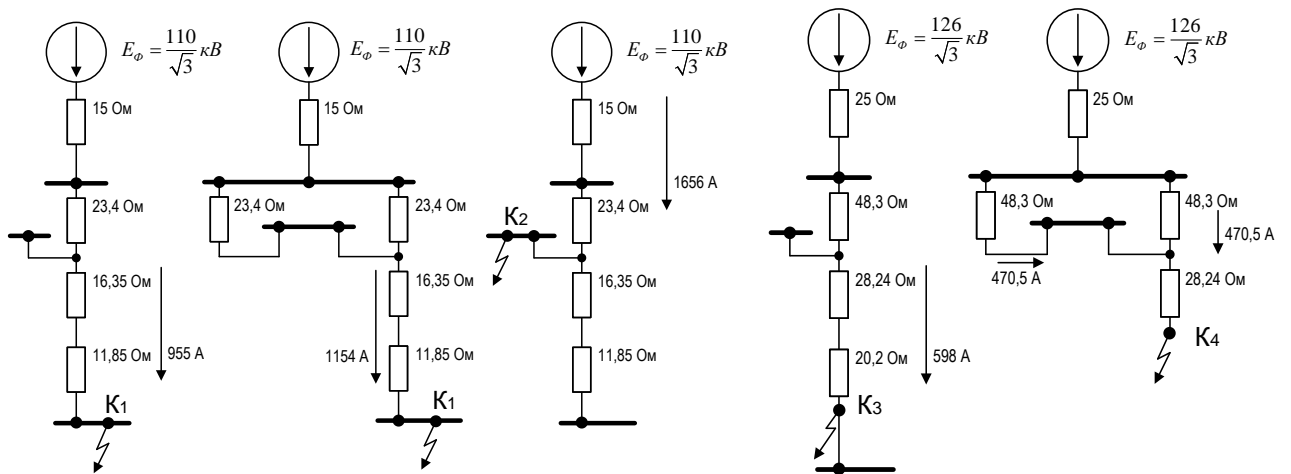 E_Ф = 110/√3 кВ
15 Ом
23,4 Ом
16,35 Ом
11,85 Ом
955 А
К1
E_Ф = 110/√3 кВ
15 Ом
23,4 Ом
23,4 Ом
16,35 Ом
1154 А
11,85 Ом
К1
E_Ф = 110/√3 кВ
15 Ом
1656 А
23,4 Ом
К2
16,35 Ом
11,85 Ом
E_Ф = 126/√3 кВ
25 Ом
48,3 Ом
28,24 Ом
20,2 Ом
598 А
К3
E_Ф = 126/√3 кВ
25 Ом
48,3 Ом
48,3 Ом
470,5 А
470,5 А
28,24 Ом
К4